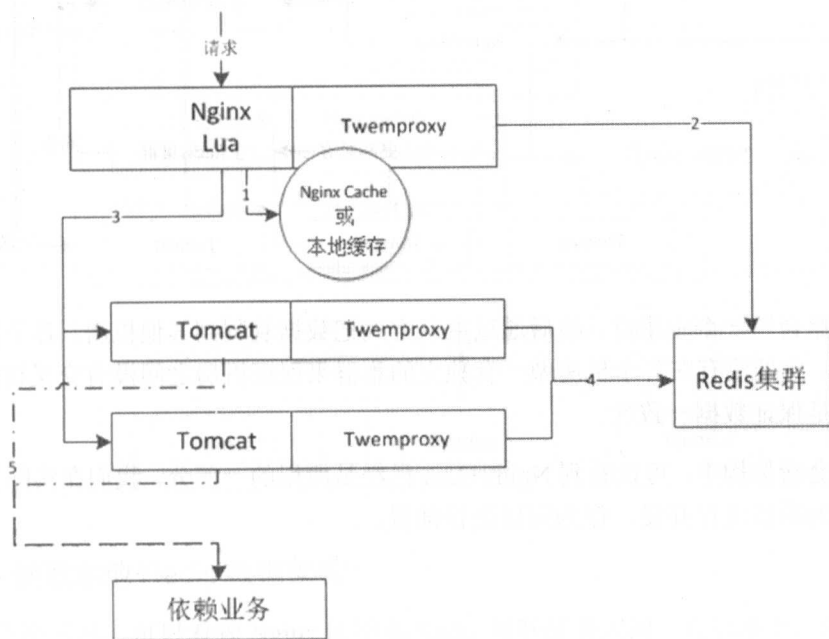 请求
Nginx
Lua
Twemproxy
2
1
Nginx Cache
或
本地缓存
3
Tomcat
Twemproxy
4
Redis集群
Tomcat
Twemproxy
5
依赖业务